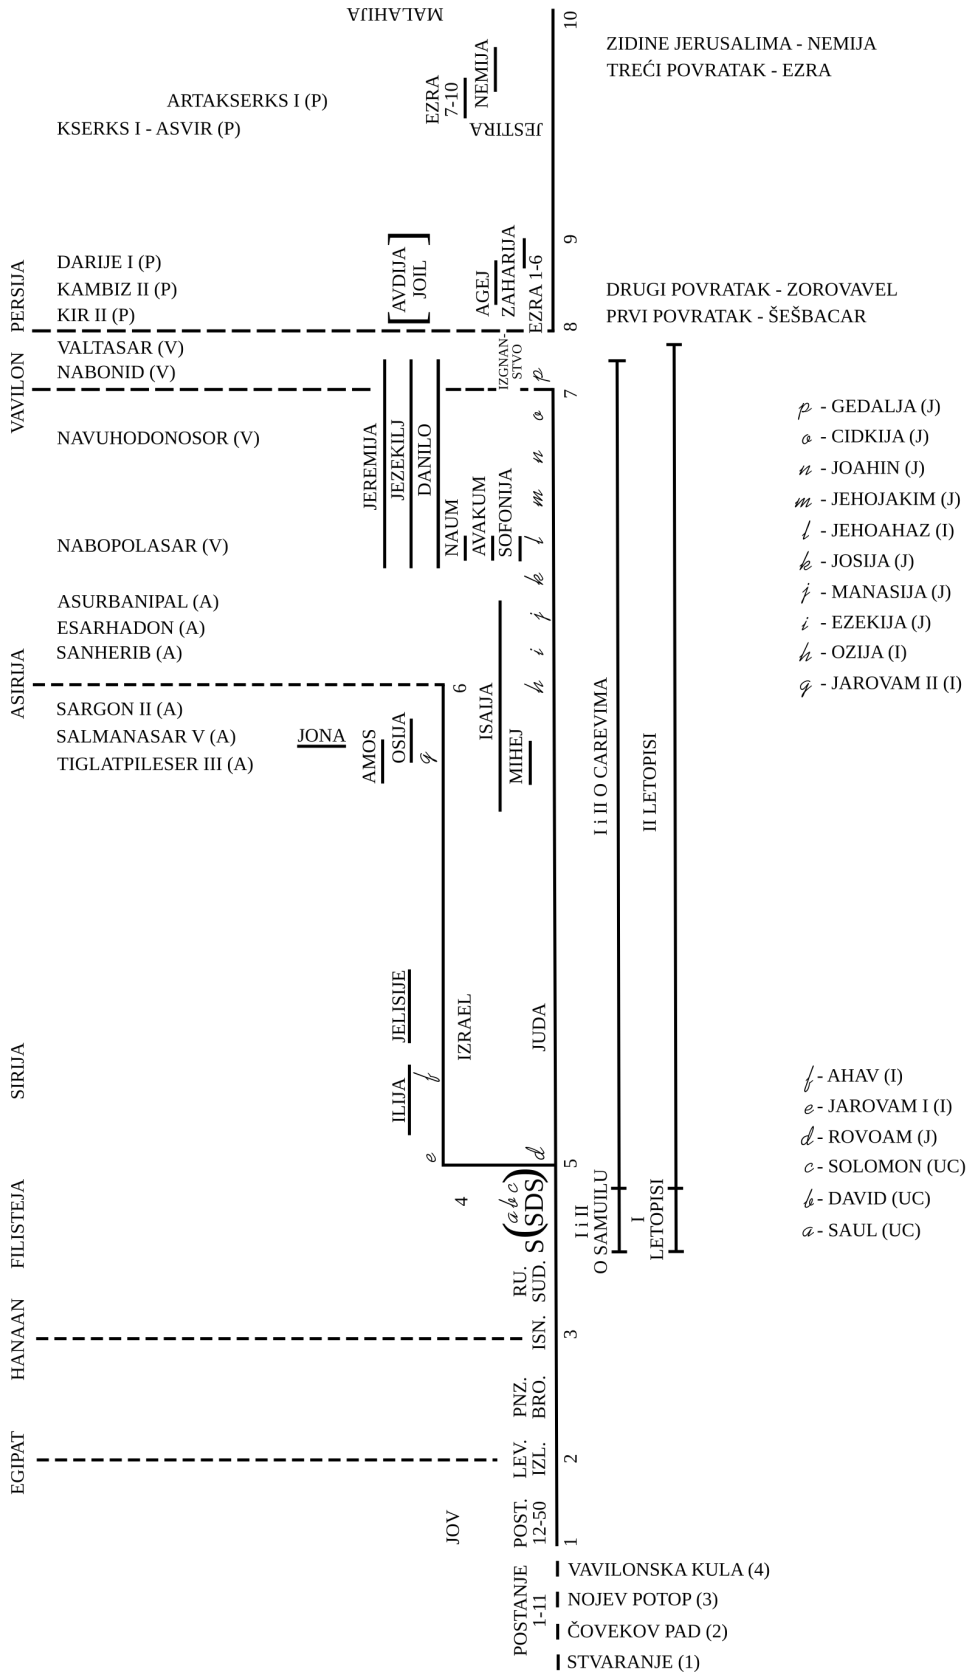 MALAHIJA
10
ZIDINE JERUSALIMA - NEMIJA
TREĆI POVRATAK - EZRA
ARTAKSERKS I (P)
KSERKS I - ASVIR (P)
EZRA
7-10
NEMIJA
JESTIRA
9
PERSIJA
DARIJE I (P)
KAMBIZ II (P)
KIR II (P)
[AVDIJA
JOIL]
AGEJ
ZAHARIJA
EZRA 1-6
DRUGI POVRATAK - ZOROVAVEL
PRVI POVRATAK - ŠEŠBACAR
8
VAVILON
VALTASAR (V)
NABONID (V)
IZGNAN-
STVO
7
NAVUHODONOSOR (V)
NABOPOLASAR (V)
JEREMIJA
JEZEKILJ
DANILO
NAUM
AVAKUM
SOFONIJA
p
o
n
m
l
k
j
i
h
p - GEDALJA (J)
o - CIDKIJA (J)
n - JOAHIN (J)
m - JEHOJAKIM (J)
l - JEHOAHAZ (I)
k - JOSIJA (J)
j - MANASIJA (J)
i - EZEKIJA (J)
h - OZIJA (I)
g - JAROVAM II (I)
ASURBANIPAL (A)
ESARHADON (A)
SANHERIB (A)
ASIRIJA
6
SARGON II (A)
SALMANASAR V (A)
TIGLATPILESER III (A)
JONA
AMOS
OSIJA
g
ISAIJA
MIHEJ
I i II O CAREVIMA
II LETOPISI
SIRIJA
JELISIJE
ILIJA
f
e
IZRAEL
JUDA
d
5
f - AHAV (I)
e - JAROVAM I (I)
d - ROVOAM (J)
c - SOLOMON (UC)
b - DAVID (UC)
a - SAUL (UC)
FILISTEJA
4
a b c
S (SDS)
I i II
O SAMUILU
I
LETOPISI
RU.
SUD.
HANAAN
ISN.
3
PNZ.
BRO.
EGIPAT
LEV.
IZL.
2
JOV
POST.
12-50
1
POSTANJE
1-11
VAVILONSKA KULA (4)
NOJEV POTOP (3)
ČOVEKOV PAD (2)
STVARANJE (1)